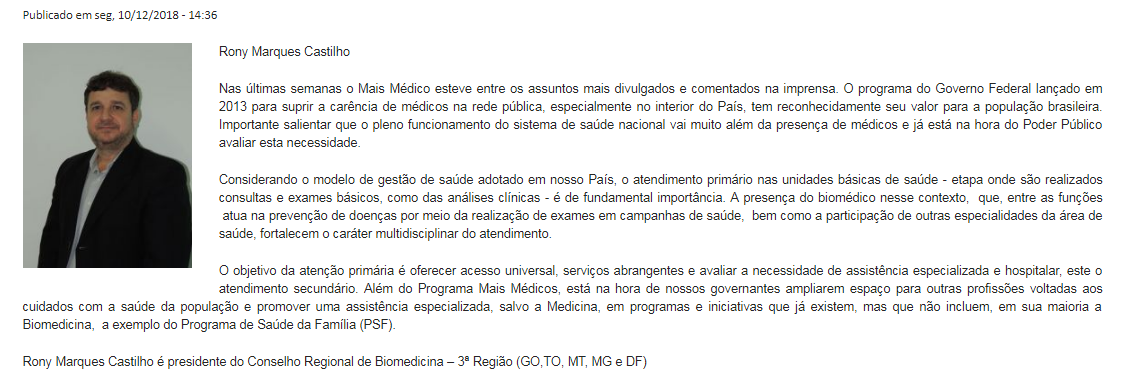 Publicado em seg, 10/12/2018 - 14:36
Rony Marques Castilho
Nas últimas semanas o Mais Médico esteve entre os assuntos mais divulgados e comentados na imprensa. O programa do Governo Federal lançado em
2013 para suprir a carência de médicos na rede pública, especialmente no interior do País, tem reconhecidamente seu valor para a população brasileira.
Importante salientar que o pleno funcionamento do sistema de saúde nacional vai muito além da presença de médicos e já está na hora do Poder Público
avaliar esta necessidade.
Considerando o modelo de gestão de saúde adotado em nosso País, o atendimento primário nas unidades básicas de saúde - etapa onde são realizados
consultas e exames básicos, como das análises clínicas - é de fundamental importância. A presença do biomédico nesse contexto, que, entre as funções
atua na prevenção de doenças por meio da realização de exames em campanhas de saúde, bem como a participação de outras especialidades da área de
saúde, fortalecem o caráter multidisciplinar do atendimento.
O objetivo da atenção primária é oferecer acesso universal, serviços abrangentes e avaliar a necessidade de assistência especializada e hospitalar, este o
atendimento secundário. Além do Programa Mais Médicos, está na hora de nossos governantes ampliarem espaço para outras profissões voltadas aos
cuidados com a saúde da população e promover uma assistência especializada, salvo a Medicina, em programas e iniciativas que já existem, mas que não incluem, em sua maioria a
Biomedicina, a exemplo do Programa de Saúde da Família (PSF).
Rony Marques Castilho é presidente do Conselho Regional de Biomedicina – 3ª Região (GO,TO, MT, MG e DF)